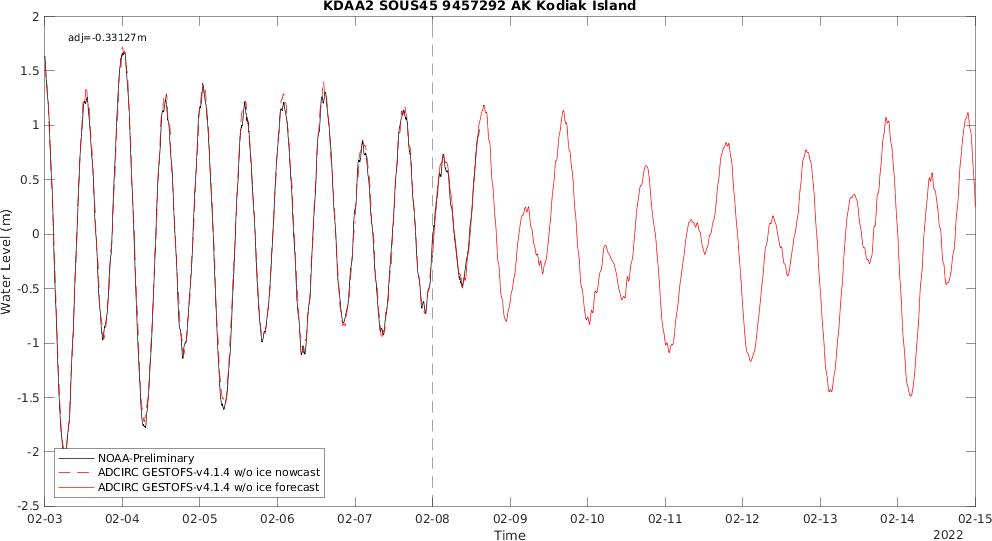 KDAA2 SOUS45 9457292 AK Kodiak Island
adj=-0.33127m
Water Level (m)
2
1.5
1
0.5
0
-0.5
-1
-1.5
-2
-2.5
NOAA-Preliminary
ADCIRC GESTOFS-v4.1.4 w/o ice nowcast
ADCIRC GESTOFS-v4.1.4 w/o ice forecast
02-03 02-04 02-05 02-06 02-07 02-08 02-09 02-10 02-11 02-12 02-13 02-14 02-15
Time
2022